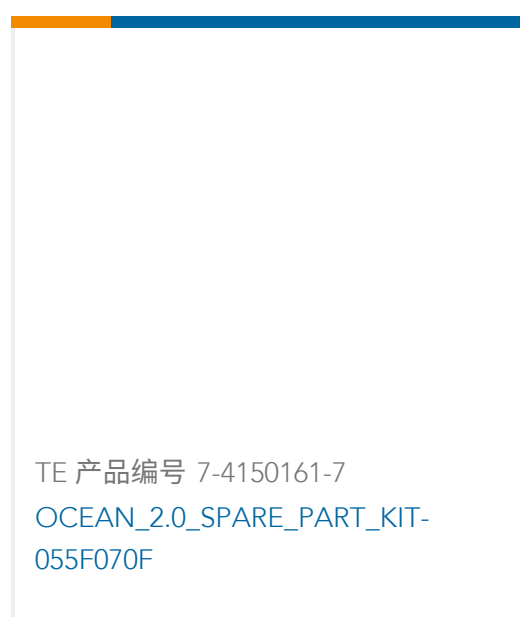 TE 产品编号 7-4150161-7
OCEAN_2.0_SPARE_PART_KIT-
055F070F